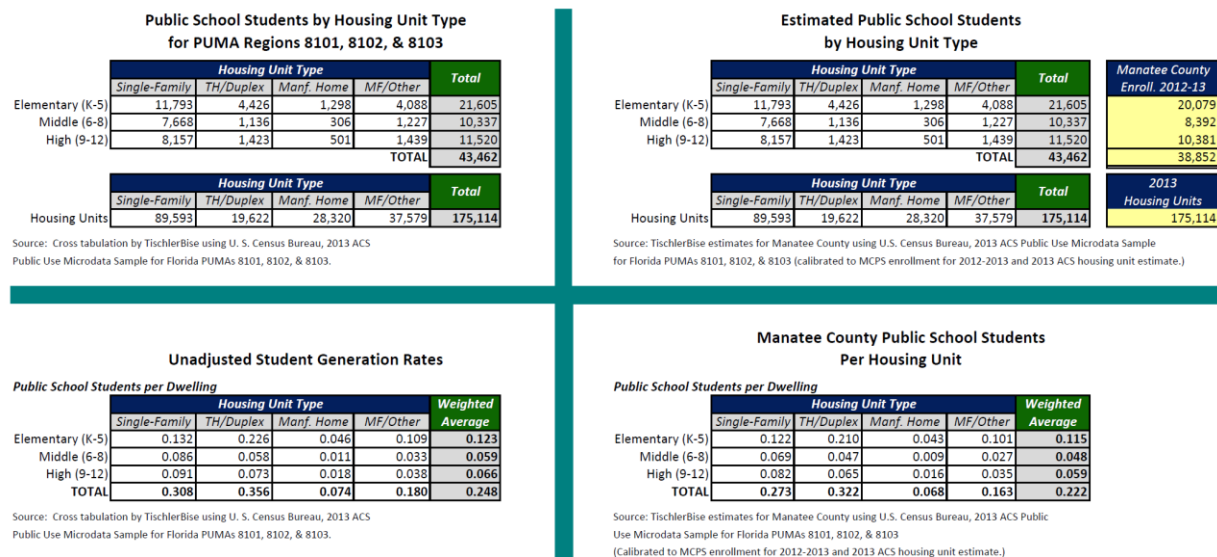 Public School Students by Housing Unit Type
for PUMA Regions 8101, 8102, & 8103
Housing Unit Type Total
Single-Family TH/Duplex Manf. Home MF/Other
Elementary (K-5) 11,793 4,426 1,298 4,088 21,605
Middle (6-8) 7,668 1,136 306 1,227 10,337
High (9-12) 8,157 1,423 501 1,439 11,520
TOTAL 43,462
Housing Unit Type Total
Single-Family TH/Duplex Manf. Home MF/Other
Housing Units 89,593 19,622 28,320 37,579 175,114
Source: Cross tabulation by TischlerBise using U. S. Census Bureau, 2013 ACS
Public Use Microdata Sample for Florida PUMAs 8101, 8102, & 8103.
Estimated Public School Students
by Housing Unit Type
Housing Unit Type Total Manatee County
Single-Family TH/Duplex Manf. Home MF/Other Enroll. 2012-13
Elementary (K-5) 11,793 4,426 1,298 4,088 21,605 20,079
Middle (6-8) 7,668 1,136 306 1,227 10,337 8,392
High (9-12) 8,157 1,423 501 1,439 11,520 10,381
TOTAL 43,462 38,852
Housing Unit Type Total 2013
Single-Family TH/Duplex Manf. Home MF/Other Housing Units
Housing Units 89,593 19,622 28,320 37,579 175,114 175,114
Source: TischlerBise estimates for Manatee County using U.S. Census Bureau, 2013 ACS Public Use Microdata Sample
for Florida PUMAs 8101, 8102, & 8103 (calibrated to MCPS enrollment for 2012-2013 and 2013 ACS housing unit estimate.)
Unadjusted Student Generation Rates
Public School Students per Dwelling
Housing Unit Type Weighted
Single-Family TH/Duplex Manf. Home MF/Other Average
Elementary (K-5) 0.132 0.226 0.046 0.109 0.123
Middle (6-8) 0.086 0.058 0.011 0.033 0.059
High (9-12) 0.091 0.073 0.018 0.038 0.066
TOTAL 0.308 0.356 0.074 0.180 0.248
Source: Cross tabulation by TischlerBise using U. S. Census Bureau, 2013 ACS
Public Use Microdata Sample for Florida PUMAs 8101, 8102, & 8103.
Manatee County Public School Students
Per Housing Unit
Public School Students per Dwelling
Housing Unit Type Weighted
Single-Family TH/Duplex Manf. Home MF/Other Average
Elementary (K-5) 0.122 0.210 0.043 0.101 0.115
Middle (6-8) 0.069 0.047 0.009 0.027 0.048
High (9-12) 0.082 0.065 0.016 0.035 0.059
TOTAL 0.273 0.322 0.068 0.163 0.222
Source: TischlerBise estimates for Manatee County using U.S. Census Bureau, 2013 ACS Public
Use Microdata Sample for Florida PUMAs 8101, 8102, & 8103
(Calibrated to MCPS enrollment for 2012-2013 and 2013 ACS housing unit estimate.)